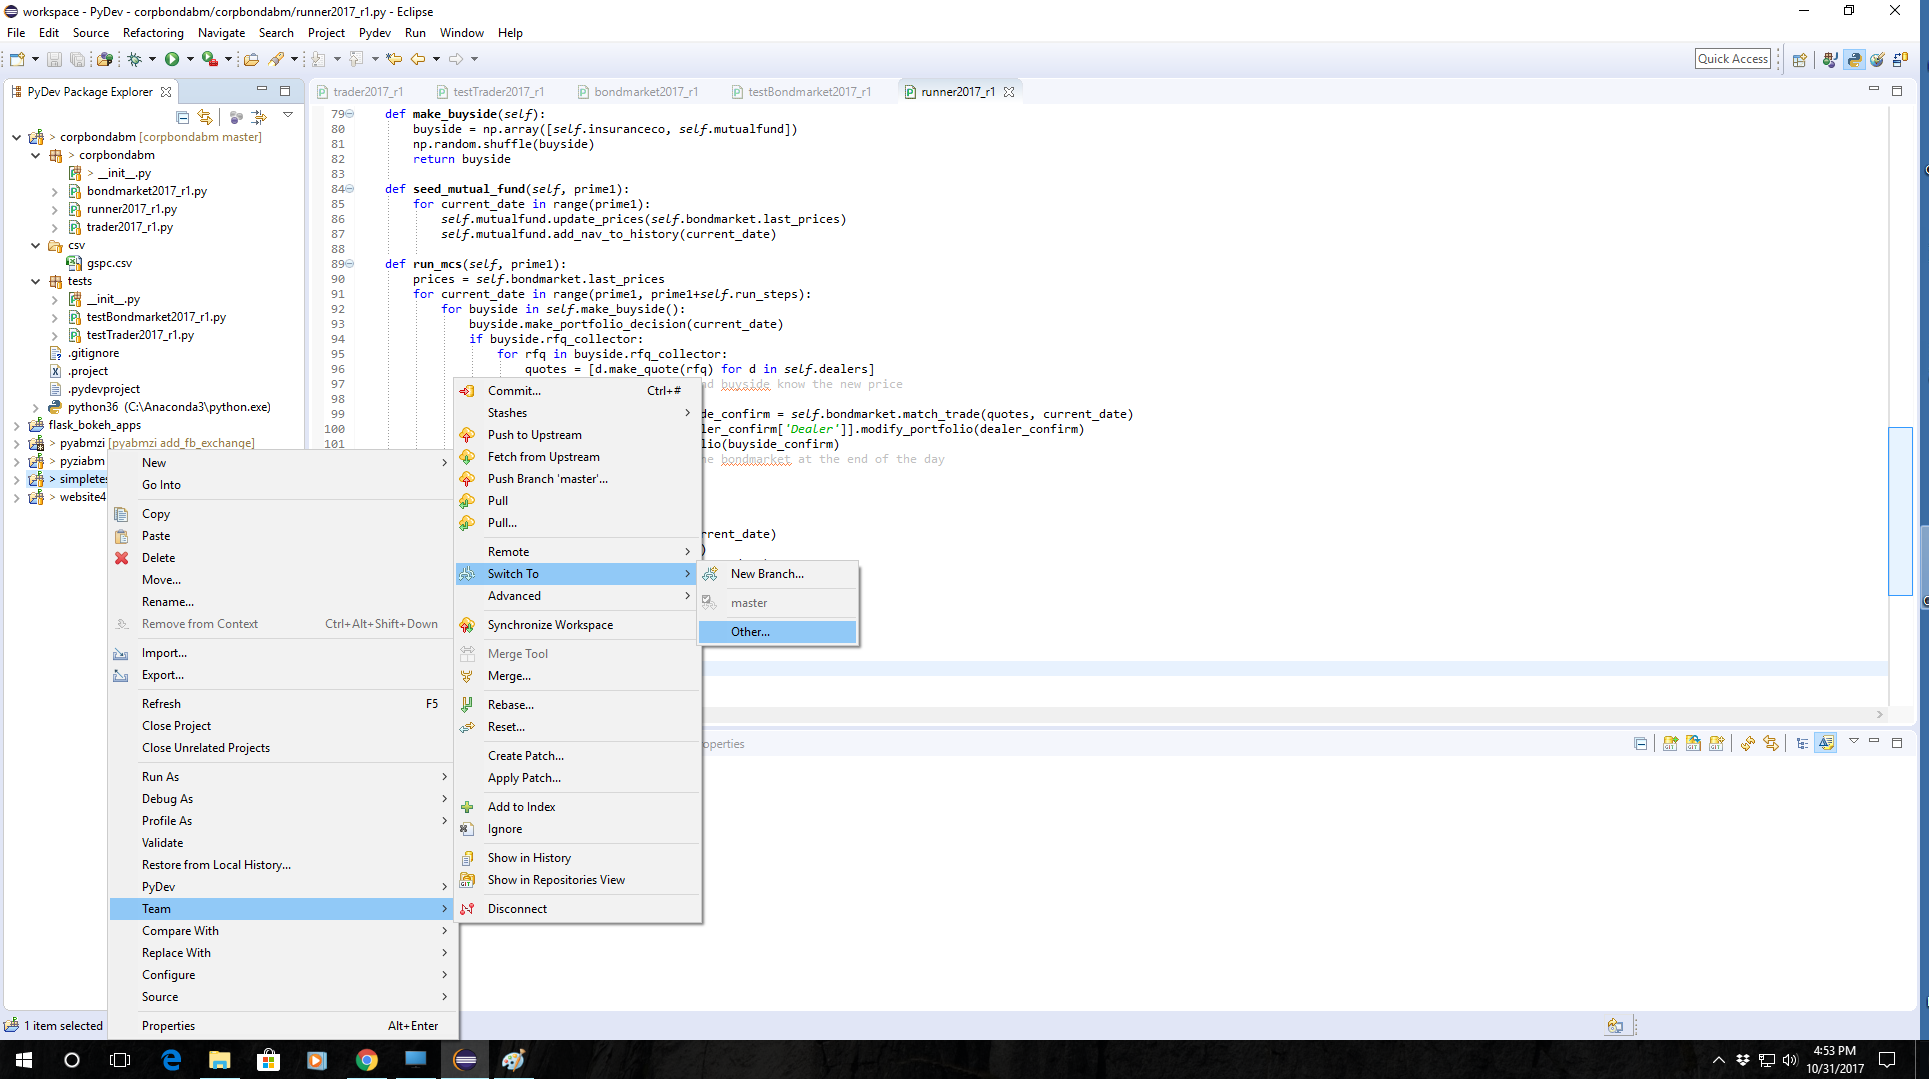 workspace - PyDev - corpbondabm/corpbondabm/runner2017_r1.py - Eclipse
File Edit Source Refactoring Navigate Search Project Pydev Run Window Help
Quick Access
PyDev Package Explorer
trader2017_r1 testTrader2017_r1 bondmarket2017_r1 testBondmarket2017_r1 runner2017_r1
> corpbondabm [corpbondabm master]
> corpbondabm
> __init__.py
bondmarket2017_r1.py
runner2017_r1.py
trader2017_r1.py
csv
gspc.csv
tests
__init__.py
testBondmarket2017_r1.py
testTrader2017_r1.py
.gitignore
.project
.pydevproject
python36 (C:\Anaconda3\python.exe)
flask_bokeh_apps
> pyabmzi [pyabmzi add_fb_exchange]
> pyziabm
> simpletes
> website4
79 def make_buyside(self):
80 buyside = np.array([self.insuranceco, self.mutualfund])
81 np.random.shuffle(buyside)
82 return buyside
83
84 def seed_mutual_fund(self, prime1):
85 for current_date in range(prime1):
86 self.mutualfund.update_prices(self.bondmarket.last_prices)
87 self.mutualfund.add_nav_to_history(current_date)
88
89 def run_mcs(self, prime1):
90 prices = self.bondmarket.last_prices
91 for current_date in range(prime1, prime1+self.run_steps):
92 for buyside in self.make_buyside():
93 buyside.make_portfolio_decision(current_date)
94 if buyside.rfq_collector:
95 for rfq in buyside.rfq_collector:
96 quotes = [d.make_quote(rfq) for d in self.dealers]
97 nd buyside know the new price
98
99 de_confirm = self.bondmarket.match_trade(quotes, current_date)
100 ler_confirm['Dealer']].modify_portfolio(dealer_confirm)
101 lio(buyside_confirm)
ne bondmarket at the end of the day
rrent_date)
)
operties
New
Go Into
Copy
Paste
Delete
Move...
Rename...
Remove from Context Ctrl+Alt+Shift+Down
Import...
Export...
Refresh F5
Close Project
Close Unrelated Projects
Run As
Debug As
Profile As
Validate
Restore from Local History...
PyDev
Team
Compare With
Replace With
Configure
Source
Properties Alt+Enter
Commit... Ctrl+#
Stashes
Push to Upstream
Fetch from Upstream
Push Branch 'master'...
Pull
Pull...
Remote
Switch To
Advanced
Synchronize Workspace
Merge Tool
Merge...
Rebase...
Reset...
Create Patch...
Apply Patch...
Add to Index
Ignore
Show in History
Show in Repositories View
Disconnect
New Branch...
master
Other...
1 item selected
4:53 PM
10/31/2017